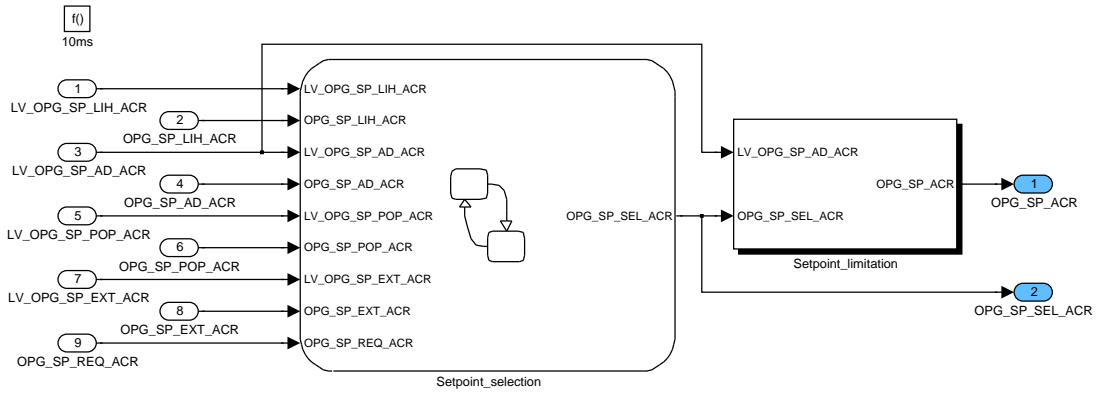 f()
10ms
1
LV_OPG_SP_LIH_ACR
2
OPG_SP_LIH_ACR
3
LV_OPG_SP_AD_ACR
4
OPG_SP_AD_ACR
5
LV_OPG_SP_POP_ACR
6
OPG_SP_POP_ACR
7
LV_OPG_SP_EXT_ACR
8
OPG_SP_EXT_ACR
9
OPG_SP_REQ_ACR
LV_OPG_SP_LIH_ACR
OPG_SP_LIH_ACR
LV_OPG_SP_AD_ACR
OPG_SP_AD_ACR
LV_OPG_SP_POP_ACR
OPG_SP_POP_ACR
LV_OPG_SP_EXT_ACR
OPG_SP_EXT_ACR
OPG_SP_REQ_ACR
OPG_SP_SEL_ACR
Setpoint_selection
LV_OPG_SP_AD_ACR
OPG_SP_SEL_ACR
OPG_SP_ACR
Setpoint_limitation
1
OPG_SP_ACR
2
OPG_SP_SEL_ACR